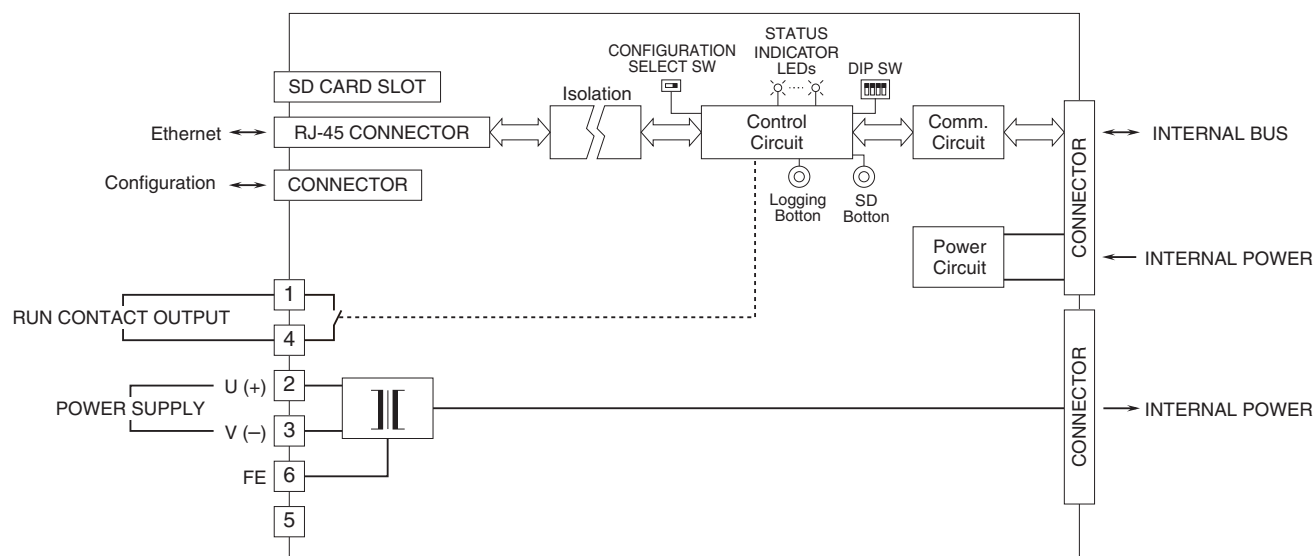 CONFIGURATION
SELECT SW
STATUS
INDICATOR
LEDs
DIP SW
SD CARD SLOT
Isolation
Ethernet
RJ-45 CONNECTOR
Control
Circuit
Comm.
Circuit
CONNECTOR
INTERNAL BUS
Configuration
CONNECTOR
Logging
Botton
SD
Botton
Power
Circuit
INTERNAL POWER
1
RUN CONTACT OUTPUT
4
U (+)
2
POWER SUPPLY
V (–)
3
CONNECTOR
INTERNAL POWER
FE
6
5